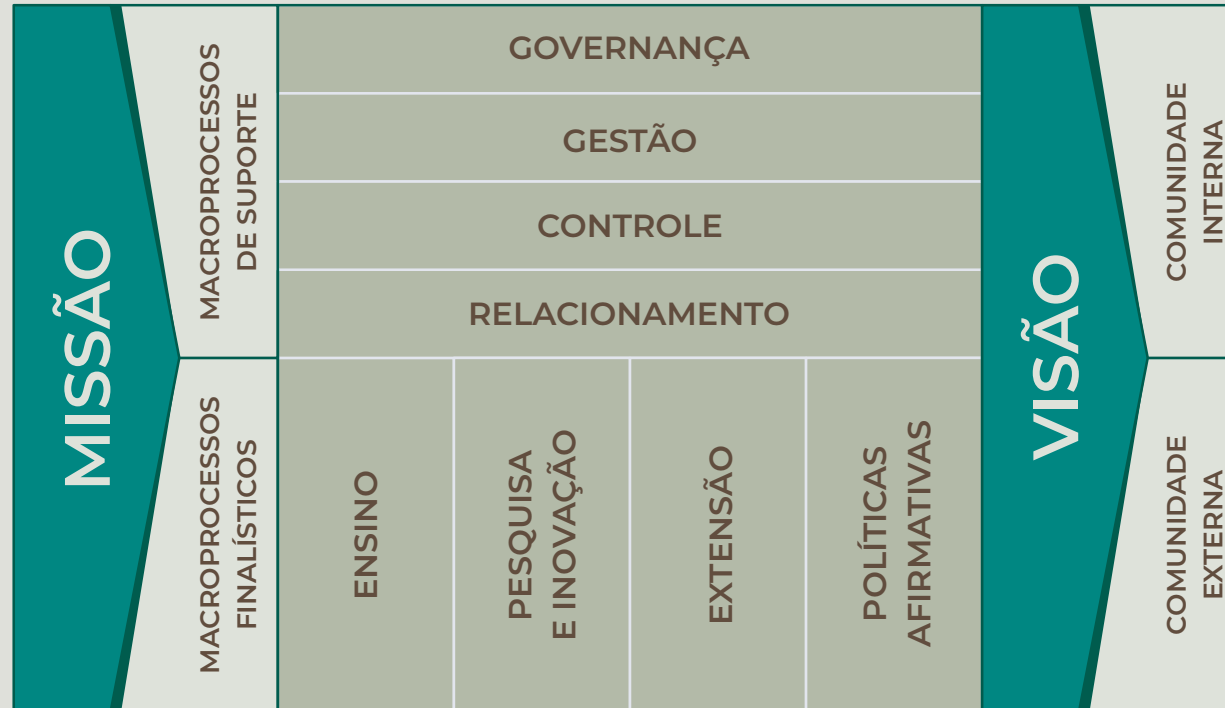 MISSÃO
MACROPROCESSOS
DE SUPORTE
MACROPROCESSOS
FINALÍSTICOS
GOVERNANÇA
GESTÃO
CONTROLE
RELACIONAMENTO
ENSINO
PESQUISA
E INOVAÇÃO
EXTENSÃO
POLÍTICAS
AFIRMATIVAS
VISÃO
COMUNIDADE
INTERNA
COMUNIDADE
EXTERNA